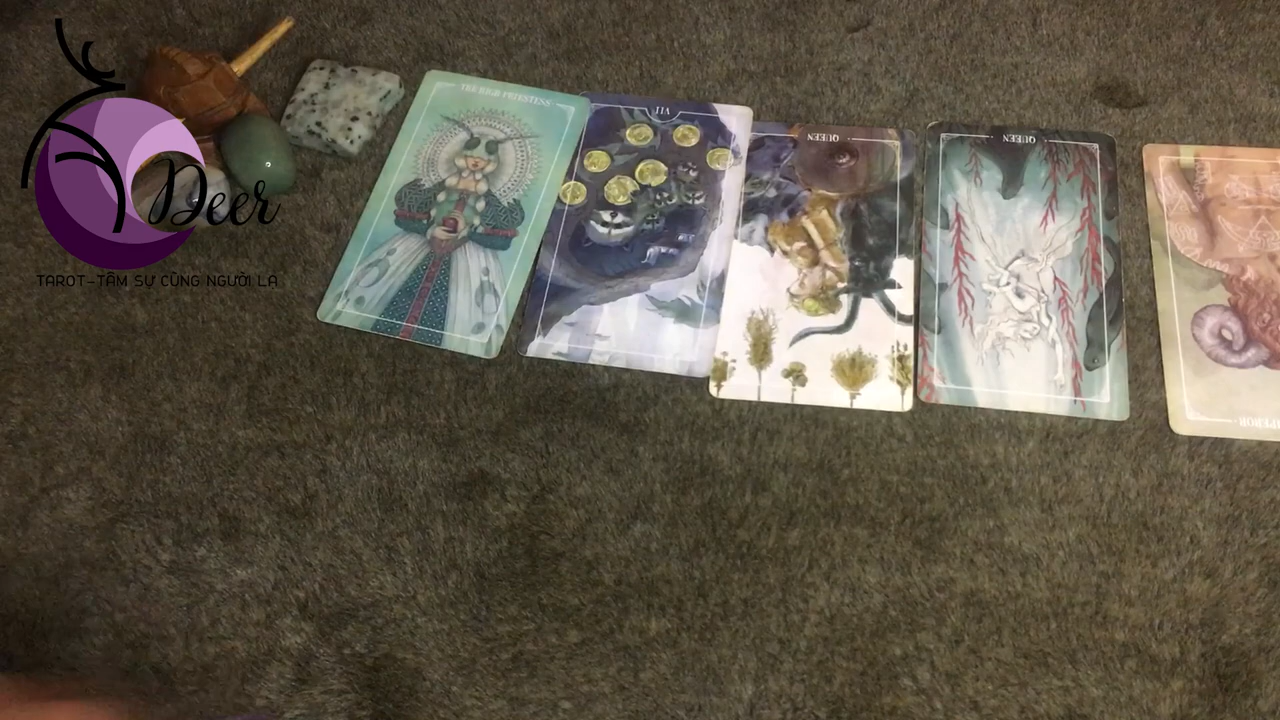 Deer
TAROT-TÂM SỰ CÙNG NGƯỜI LẠ
THE HIGH PRIESTESS
VII
QUEEN
QUEEN